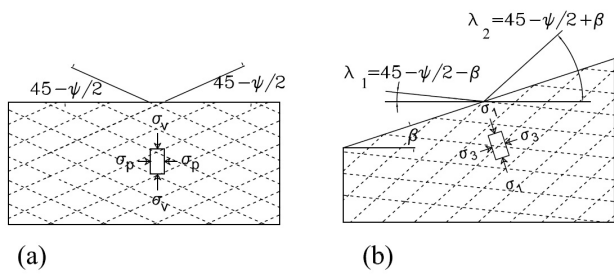 45-ψ/2
45-ψ/2
σv
σp
σp
σv
(a)
λ2=45-ψ/2+β
λ1=45-ψ/2-β
σ1
β
σ3
σ3
σ1
(b)